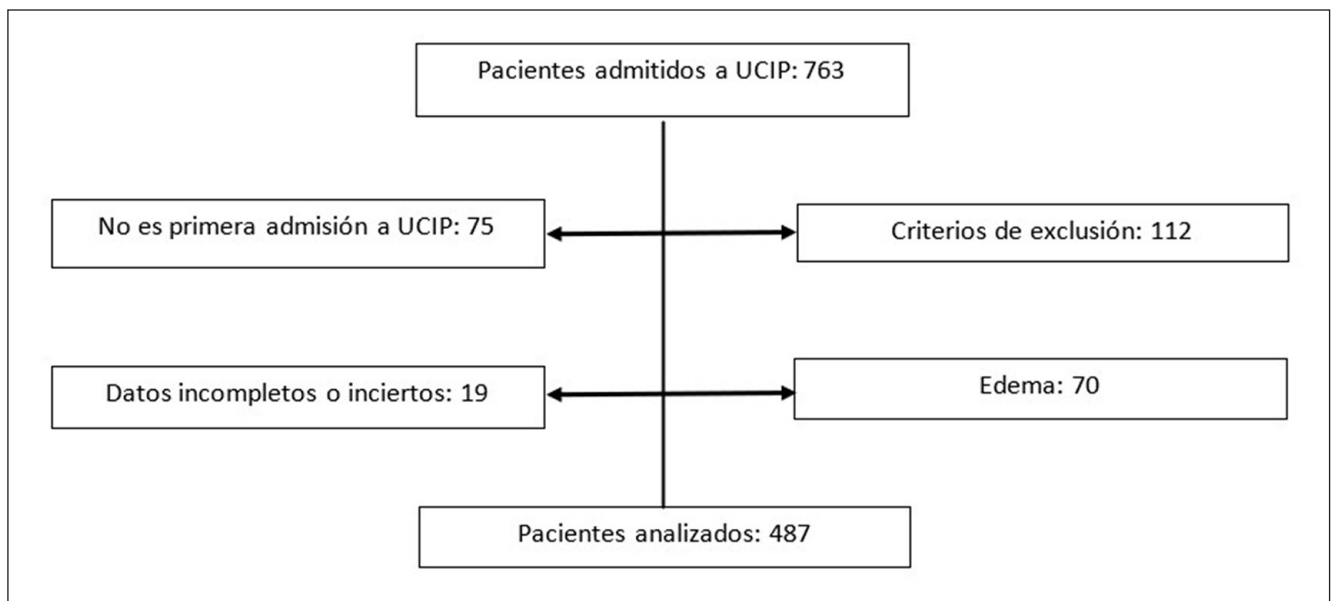 Pacientes admitidos a UCIP: 763
No es primera admisión a UCIP: 75
Criterios de exclusión: 112
Datos incompletos o inciertos: 19
Edema: 70
Pacientes analizados: 487